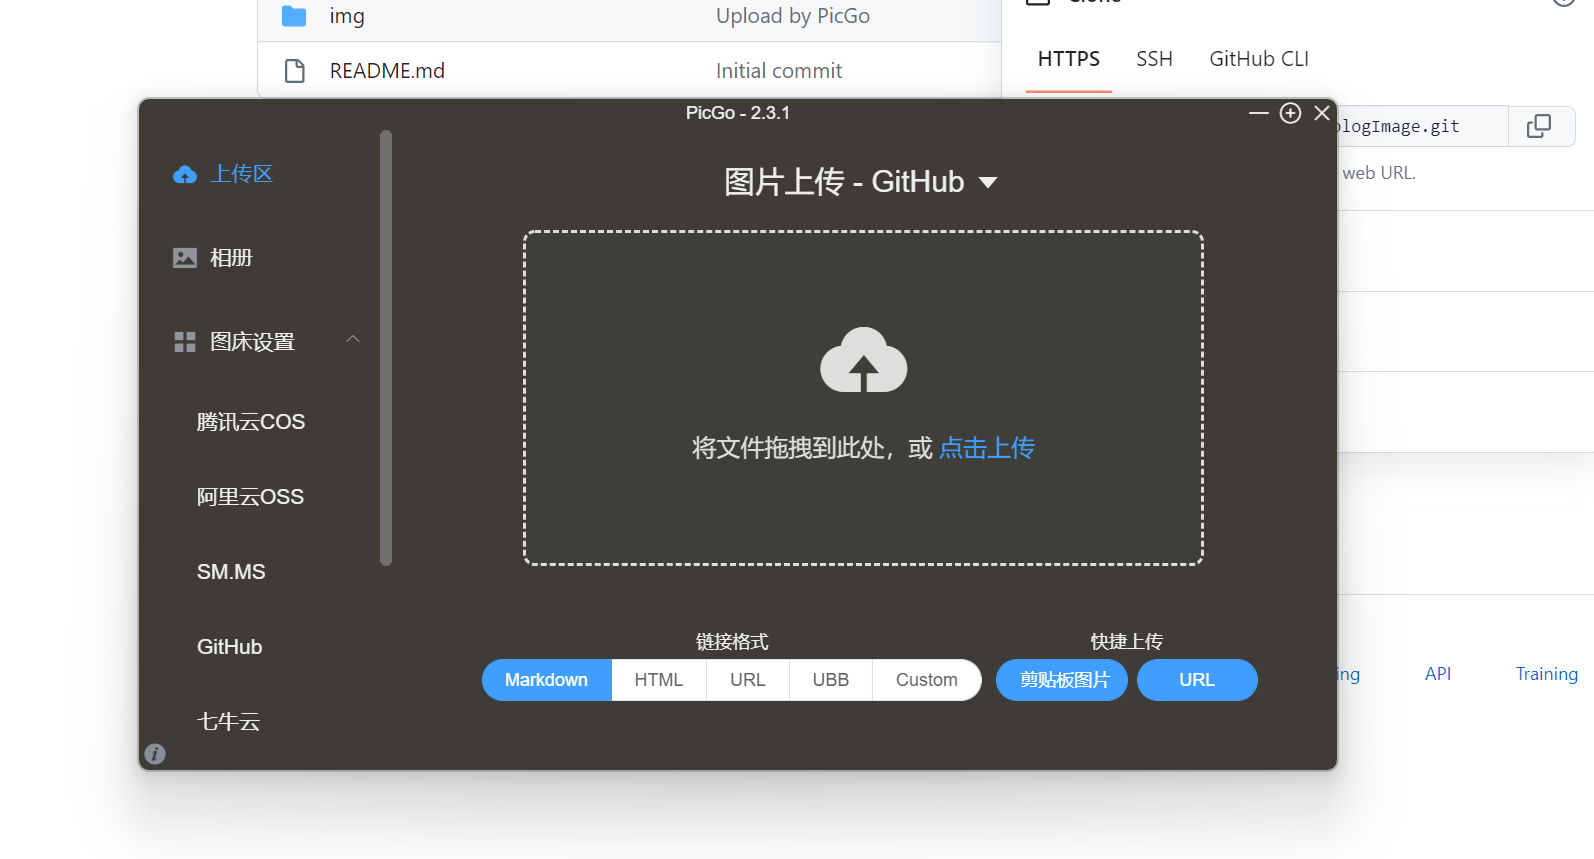 img
Upload by PicGo
README.md
Initial commit
HTTPS
SSH
GitHub CLI
blogImage.git
web URL.
PicGo - 2.3.1
上传区
相册
图床设置
腾讯云COS
阿里云OSS
SM.MS
GitHub
七牛云
图片上传 - GitHub
将文件拖拽到此处，或 点击上传
链接格式
快捷上传
Markdown
HTML
URL
UBB
Custom
剪贴板图片
URL
ing
API
Training